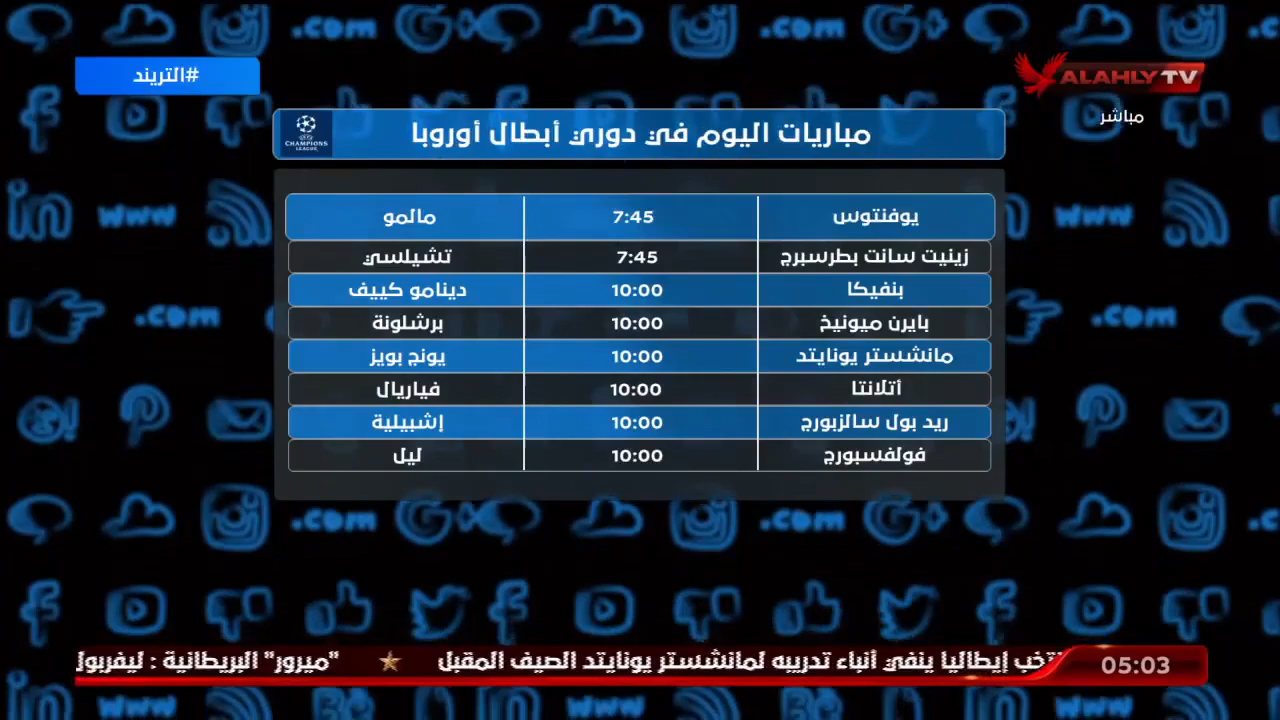 #التريند
ALAHLY TV
مباشر
مباريات اليوم في دوري أبطال أوروبا
UEFA
CHAMPIONS
LEAGUE
يوفنتوس 7:45 مالمو
زينيت سانت بطرسبرج 7:45 تشيلسي
بنفيكا 10:00 دينامو كييف
بايرن ميونيخ 10:00 برشلونة
مانشستر يونايتد 10:00 يونج بويز
أتلانتا 10:00 فياريال
ريد بول سالزبورج 10:00 إشبيلية
فولفسبورج 10:00 ليل
05:03
إيطاليا ينفي أنباء تدريبه لمانشستر يونايتد الصيف المقبل "ميرور" البريطانية : ليفربول